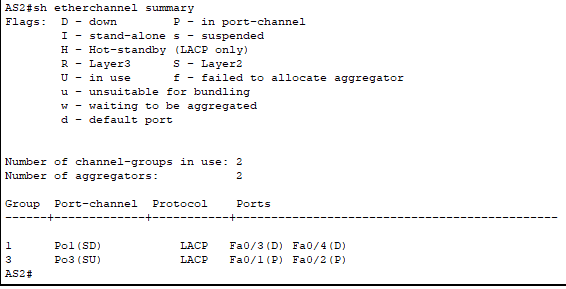 AS2#sh etherchannel summary
Flags:  D - down        P - in port-channel
        I - stand-alone s - suspended
        H - Hot-standby (LACP only)
        R - Layer3      S - Layer2
        U - in use      f - failed to allocate aggregator
        u - unsuitable for bundling
        w - waiting to be aggregated
        d - default port
Number of channel-groups in use: 2
Number of aggregators:           2
Group  Port-channel  Protocol    Ports
------+-------------+-----------+----------------------------------------------
1      Po1(SD)           LACP   Fa0/3(D) Fa0/4(D)
3      Po3(SU)           LACP   Fa0/1(P) Fa0/2(P)
AS2#